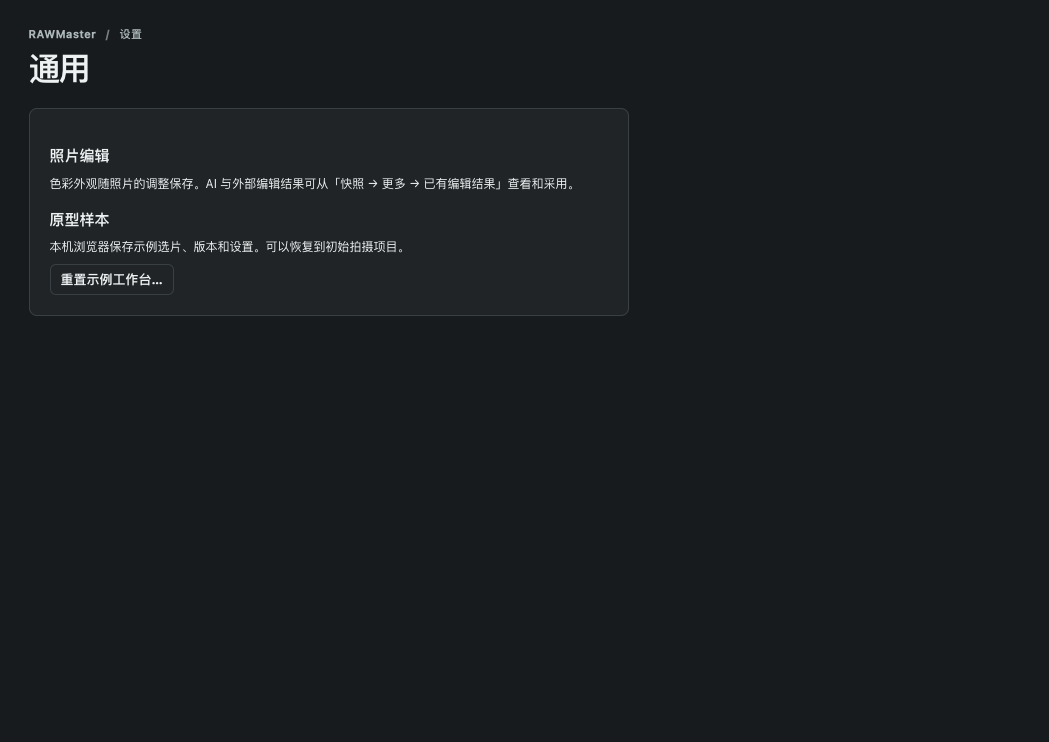 RAWMaster / 设置
通用
照片编辑
色彩外观随照片的调整保存。AI 与外部编辑结果可从「快照 → 更多 → 已有编辑结果」查看和采用。
原型样本
本机浏览器保存示例选片、版本和设置。可以恢复到初始拍摄项目。
重置示例工作台...